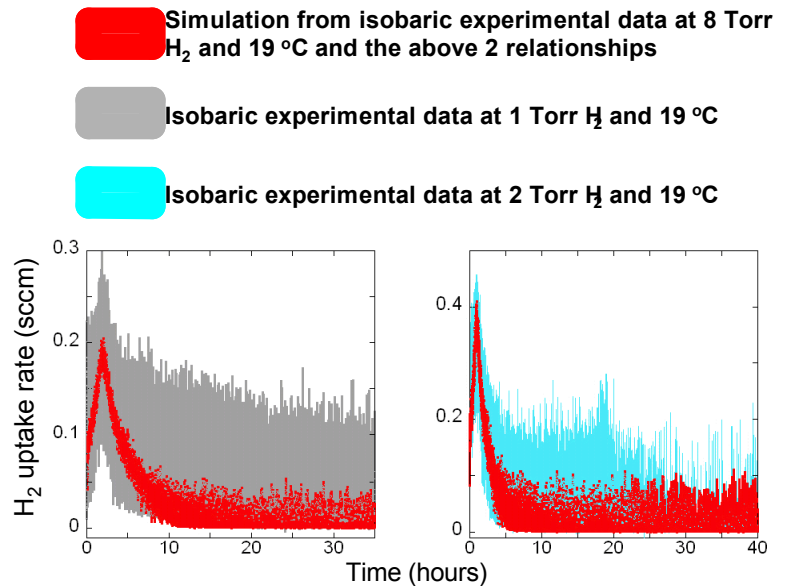 Simulation from isobaric experimental data at 8 Torr
H₂ and 19 ºC and the above 2 relationships
Isobaric experimental data at 1 Torr H₂ and 19 ºC
Isobaric experimental data at 2 Torr H₂ and 19 ºC
H₂ uptake rate (sccm)
0.3
0.2
0.1
0
0 10 20 30
0.4
0.2
0
0 10 20 30 40
Time (hours)